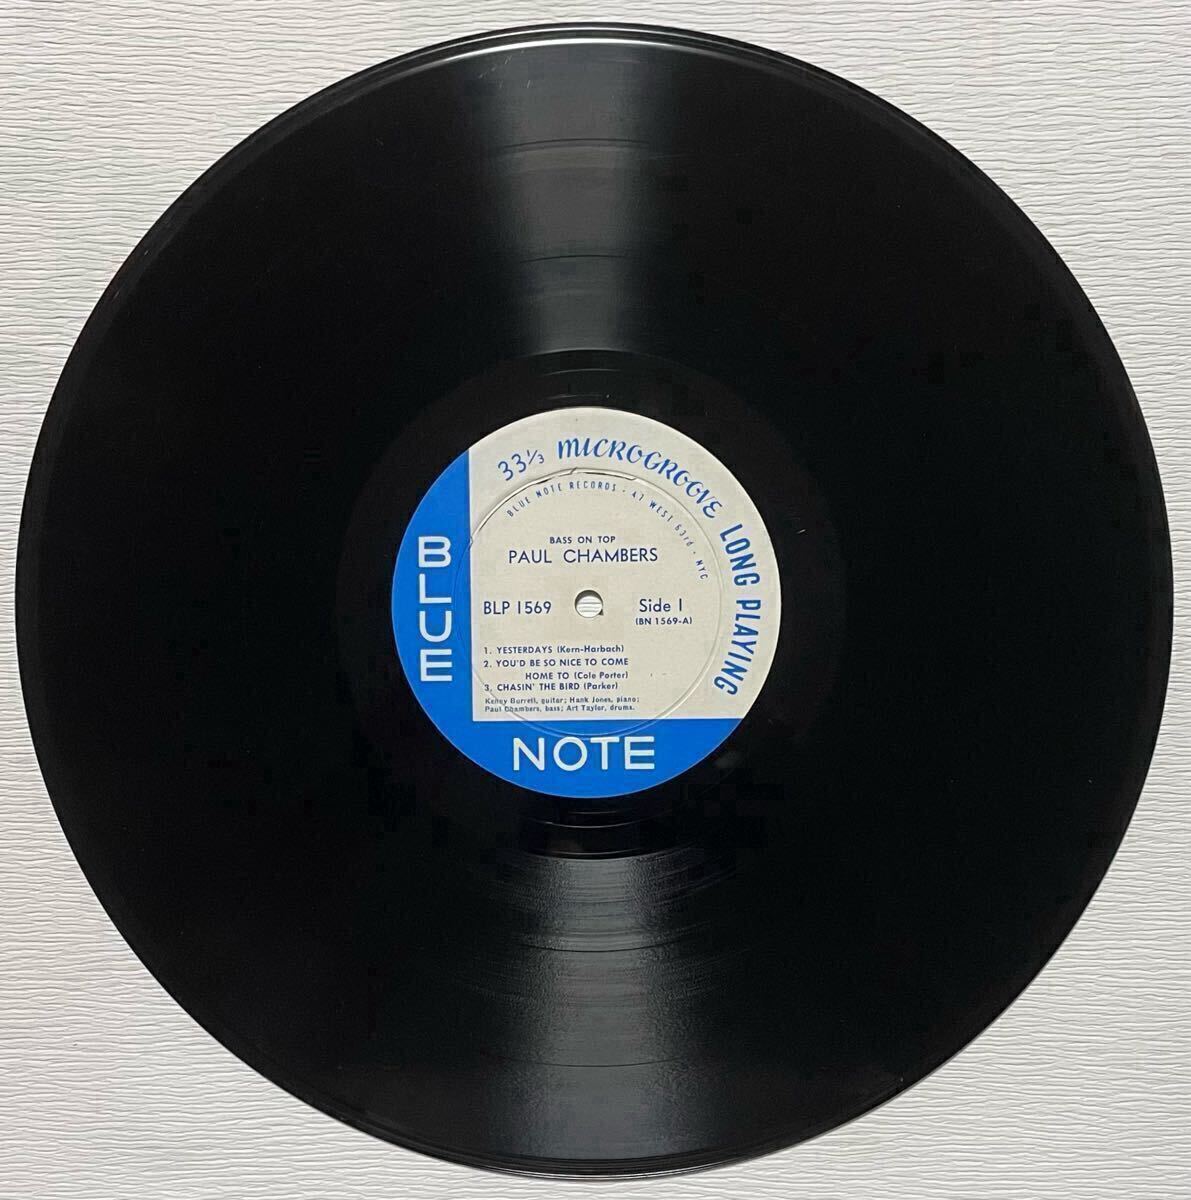 33⅓ MICROGROOVE LONG PLAYING
BLUE NOTE RECORDS · 47 WEST 63rd · NYC
BASS ON TOP
PAUL CHAMBERS
BLP 1569
Side 1
(BN 1569-A)
1. YESTERDAYS (Kern-Harbach)
2. YOU'D BE SO NICE TO COME
HOME TO (Cole Porter)
3. CHASIN' THE BIRD (Parker)
Kenny Burrell, guitar; Hank Jones, piano;
Paul Chambers, bass; Art Taylor, drums.
BLUE
NOTE